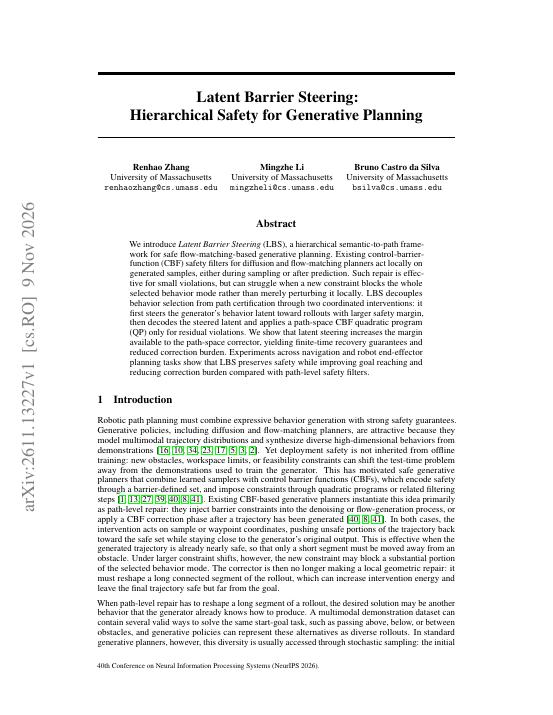 Latent Barrier Steering:
Hierarchical Safety for Generative Planning
Renhao Zhang
University of Massachusetts
renhaozhang@cs.umass.edu
Mingzhe Li
University of Massachusetts
mingzheli@cs.umass.edu
Bruno Castro da Silva
University of Massachusetts
bsilva@cs.umass.edu
arXiv:2611.13227v1 [cs.RO] 9 Nov 2026
Abstract
We introduce Latent Barrier Steering (LBS), a hierarchical semantic-to-path frame-
work for safe flow-matching-based generative planning. Existing control-barrier-
function (CBF) safety filters for diffusion and flow-matching planners act locally on
generated samples, either during sampling or after prediction. Such repair is effec-
tive for small violations, but can struggle when a new constraint blocks the whole
selected behavior mode rather than merely perturbing it locally. LBS decouples
behavior selection from path certification through two coordinated interventions: it
first steers the generator's behavior latent toward rollouts with larger safety margin,
then decodes the steered latent and applies a path-space CBF quadratic program
(QP) only for residual violations. We show that latent steering increases the margin
available to the path-space corrector, yielding finite-time recovery guarantees and
reduced correction burden. Experiments across navigation and robot end-effector
planning tasks show that LBS preserves safety while improving goal reaching and
reducing correction burden compared with path-level safety filters.
1 Introduction
Robotic path planning must combine expressive behavior generation with strong safety guarantees.
Generative policies, including diffusion and flow-matching planners, are attractive because they
model multimodal trajectory distributions and synthesize diverse high-dimensional behaviors from
demonstrations [16, 10, 34, 23, 17, 5, 3, 2]. Yet deployment safety is not inherited from offline
training: new obstacles, workspace limits, or feasibility constraints can shift the test-time problem
away from the demonstrations used to train the generator. This has motivated safe generative
planners that combine learned samplers with control barrier functions (CBFs), which encode safety
through a barrier-defined set, and impose constraints through quadratic programs or related filtering
steps [1, 13, 27, 39, 40, 8, 41]. Existing CBF-based generative planners instantiate this idea primarily
as path-level repair: they inject barrier constraints into the denoising or flow-generation process, or
apply a CBF correction phase after a trajectory has been generated [40, 8, 41]. In both cases, the
intervention acts on sample or waypoint coordinates, pushing unsafe portions of the trajectory back
toward the safe set while staying close to the generator's original output. This is effective when the
generated trajectory is already nearly safe, so that only a short segment must be moved away from an
obstacle. Under larger constraint shifts, however, the new constraint may block a substantial portion
of the selected behavior mode. The corrector is then no longer making a local geometric repair: it
must reshape a long connected segment of the rollout, which can increase intervention energy and
leave the final trajectory safe but far from the goal.
When path-level repair has to reshape a long segment of a rollout, the desired solution may be another
behavior that the generator already knows how to produce. A multimodal demonstration dataset can
contain several valid ways to solve the same start-goal task, such as passing above, below, or between
obstacles, and generative policies can represent these alternatives as diverse rollouts. In standard
generative planners, however, this diversity is usually accessed through stochastic sampling: the initial
40th Conference on Neural Information Processing Systems (NeurIPS 2026).